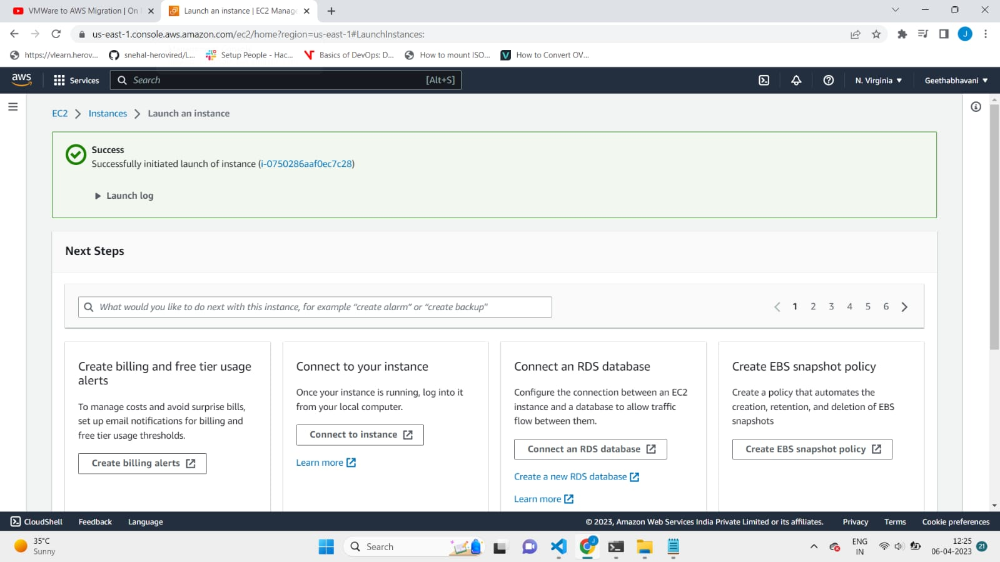 VMWare to AWS Migration | On
Launch an instance | EC2 Manag
us-east-1.console.aws.amazon.com/ec2/home?region=us-east-1#LaunchInstances:
J
https://vlearn.herov...
snehal-herovired/L...
Setup People - Hac...
Basics of DevOps: D...
How to mount ISO...
How to Convert OV...
aws
Services
Search
[Alt+S]
N. Virginia
Geethabhavani
EC2
Instances
Launch an instance
Success
Successfully initiated launch of instance (i-0750286aaf0ec7c28)
Launch log
Next Steps
What would you like to do next with this instance, for example “create alarm” or “create backup”
1 2 3 4 5 6
Create billing and free tier usage
alerts
To manage costs and avoid surprise bills,
set up email notifications for billing and
free tier usage thresholds.
Create billing alerts
Connect to your instance
Once your instance is running, log into it
from your local computer.
Connect to instance
Learn more
Connect an RDS database
Configure the connection between an EC2
instance and a database to allow traffic
flow between them.
Connect an RDS database
Create a new RDS database
Learn more
Create EBS snapshot policy
Create a policy that automates the
creation, retention, and deletion of EBS
snapshots
Create EBS snapshot policy
CloudShell
Feedback
Language
© 2023, Amazon Web Services India Private Limited or its affiliates.
Privacy
Terms
Cookie preferences
35°C
Sunny
Search
J
ENG
IN
12:25
06-04-2023
21